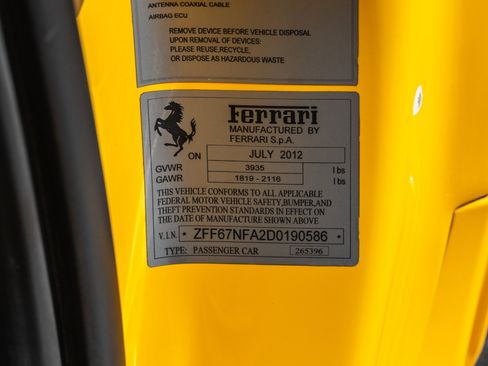 ANTENNA COAXIAL CABLE
AIRBAG ECU
REMOVE DEVICE BEFORE VEHICLE DISPOSAL
UPON REMOVAL OF DEVICES:
PLEASE REUSE,RECYCLE,
OR DISPOSE AS HAZARDOUS WASTE
Ferrari
MANUFACTURED BY
FERRARI S.p.A.
ON JULY 2012
GVWR 3935 lbs
GAWR 1819 - 2116 lbs
THIS VEHICLE CONFORMS TO ALL APPLICABLE
FEDERAL MOTOR VEHICLE SAFETY,BUMPER,AND
THEFT PREVENTION STANDARDS IN EFFECT ON
THE DATE OF MANUFACTURE SHOWN ABOVE
V.I.N. * ZFF67NFA2D0190586 *
TYPE: PASSENGER CAR 265396